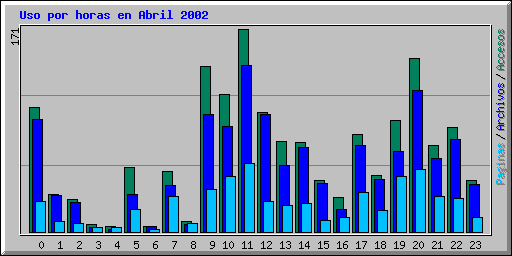 Uso por horas en Abril 2002
171
0 1 2 3 4 5 6 7 8 9 10 11 12 13 14 15 16 17 18 19 20 21 22 23
Paginas / Archivos / Accesos